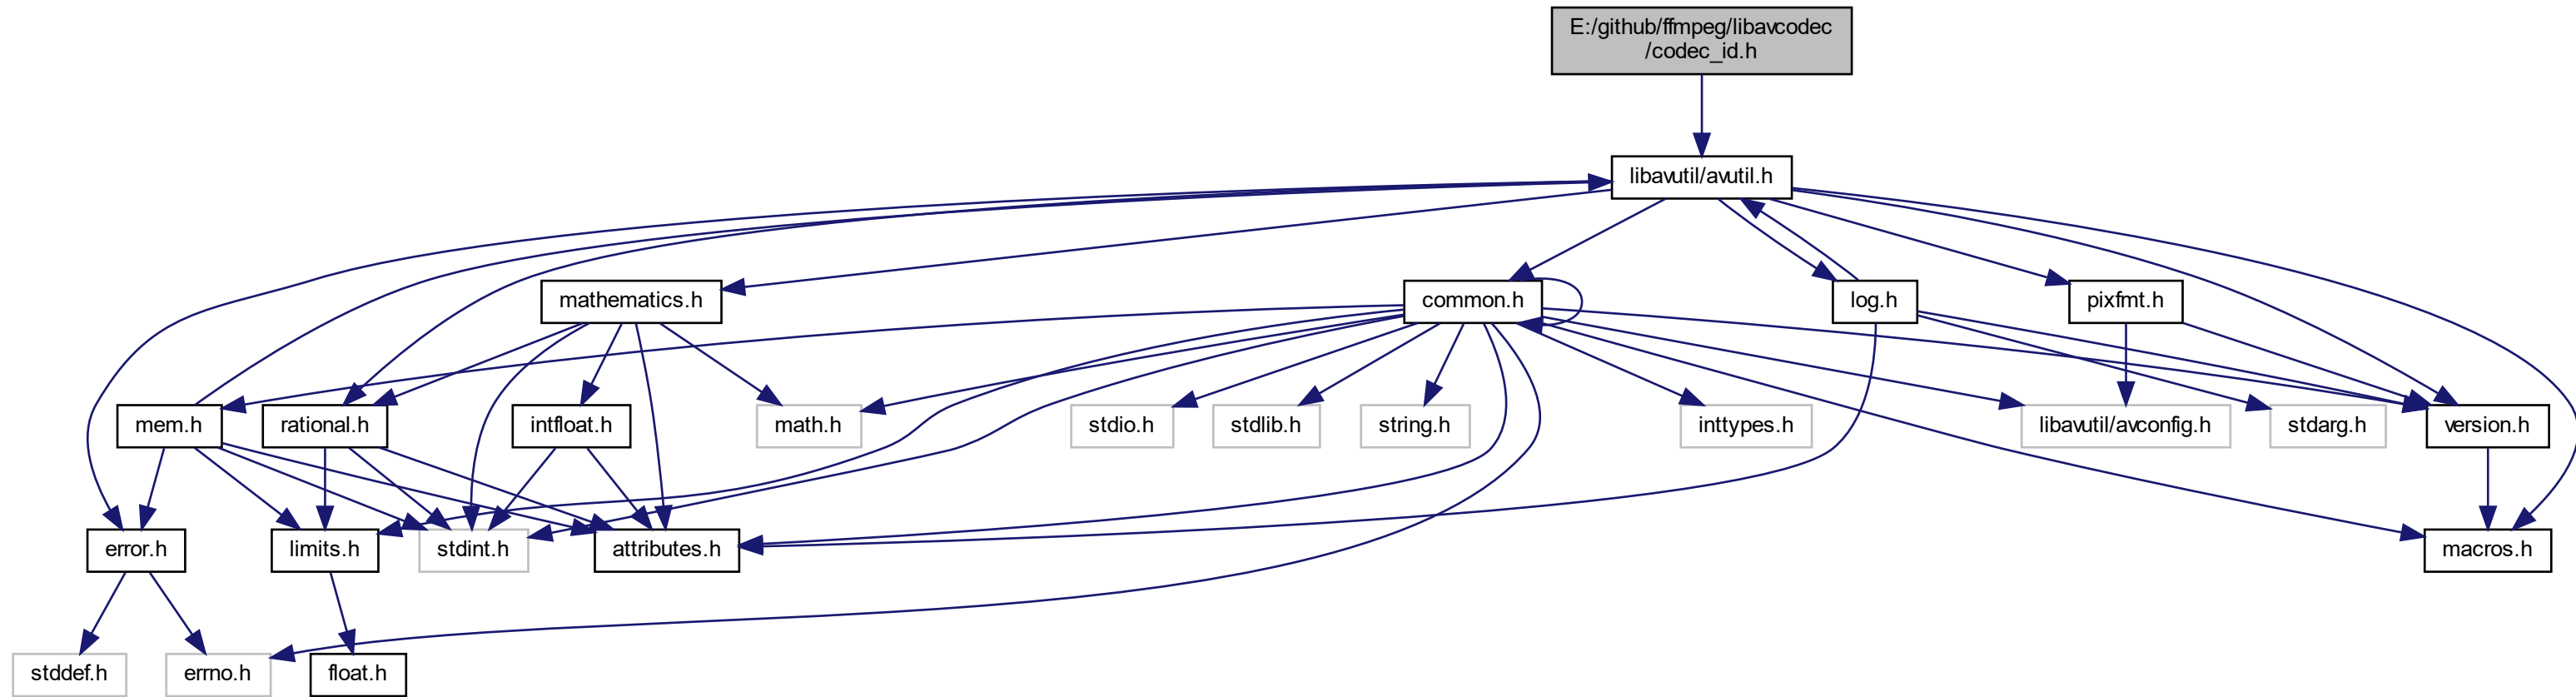 E:/github/ffmpeg/libavcodec
/codec_id.h
libavutil/avutil.h
mathematics.h
common.h
log.h
pixfmt.h
mem.h
rational.h
intfloat.h
math.h
stdio.h
stdlib.h
string.h
inttypes.h
libavutil/avconfig.h
stdarg.h
version.h
error.h
limits.h
stdint.h
attributes.h
macros.h
stddef.h
errno.h
float.h